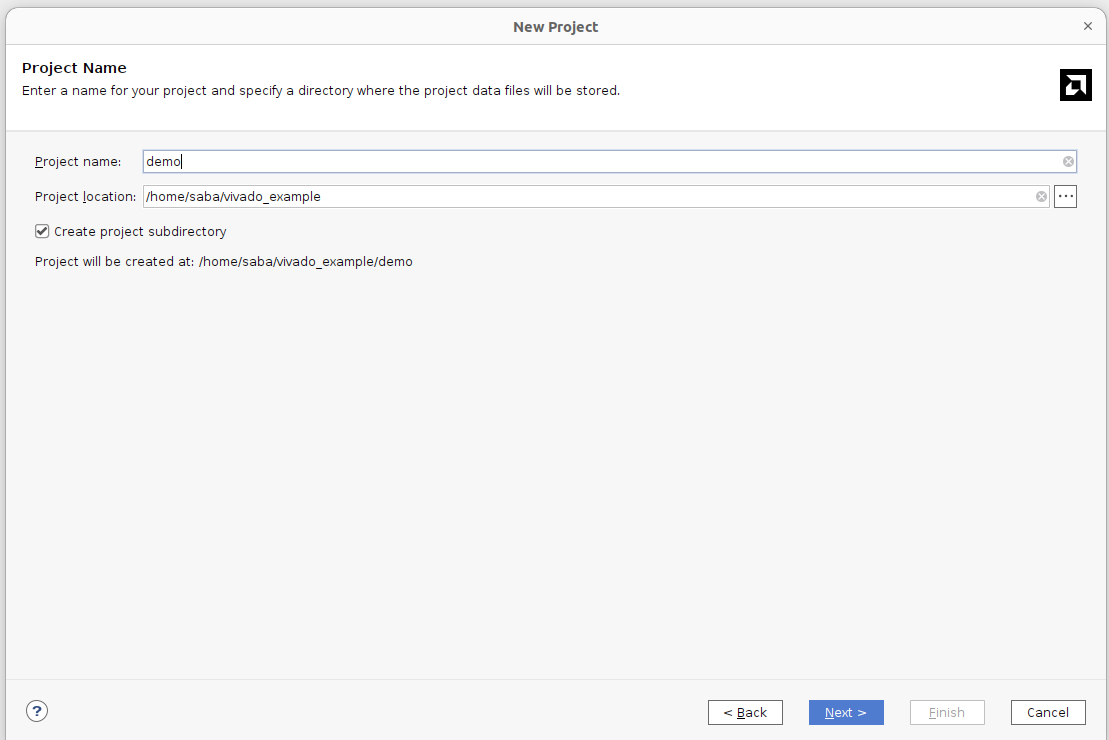 New Project
Project Name
Enter a name for your project and specify a directory where the project data files will be stored.
Project name: demo
Project location: /home/saba/vivado_example ...
Create project subdirectory
Project will be created at: /home/saba/vivado_example/demo
? < Back Next > Finish Cancel